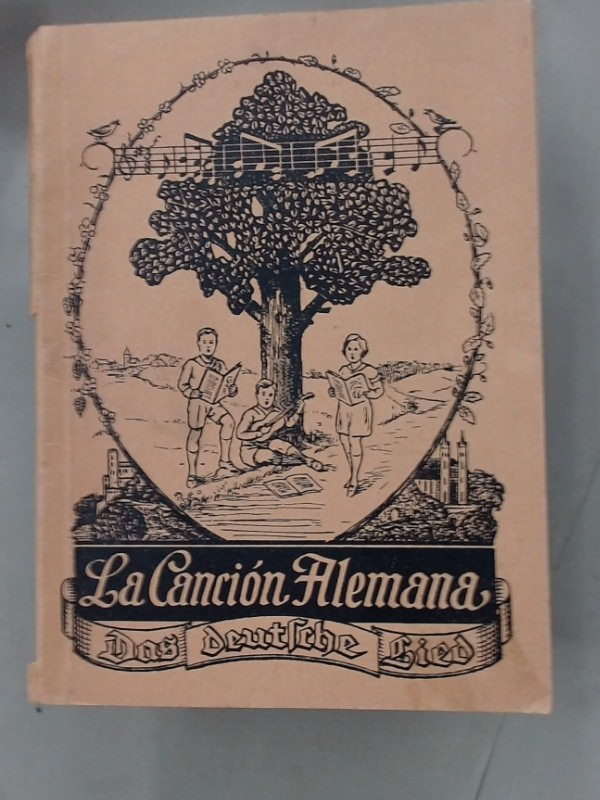 La Canción Alemana
Das deutsche Lied